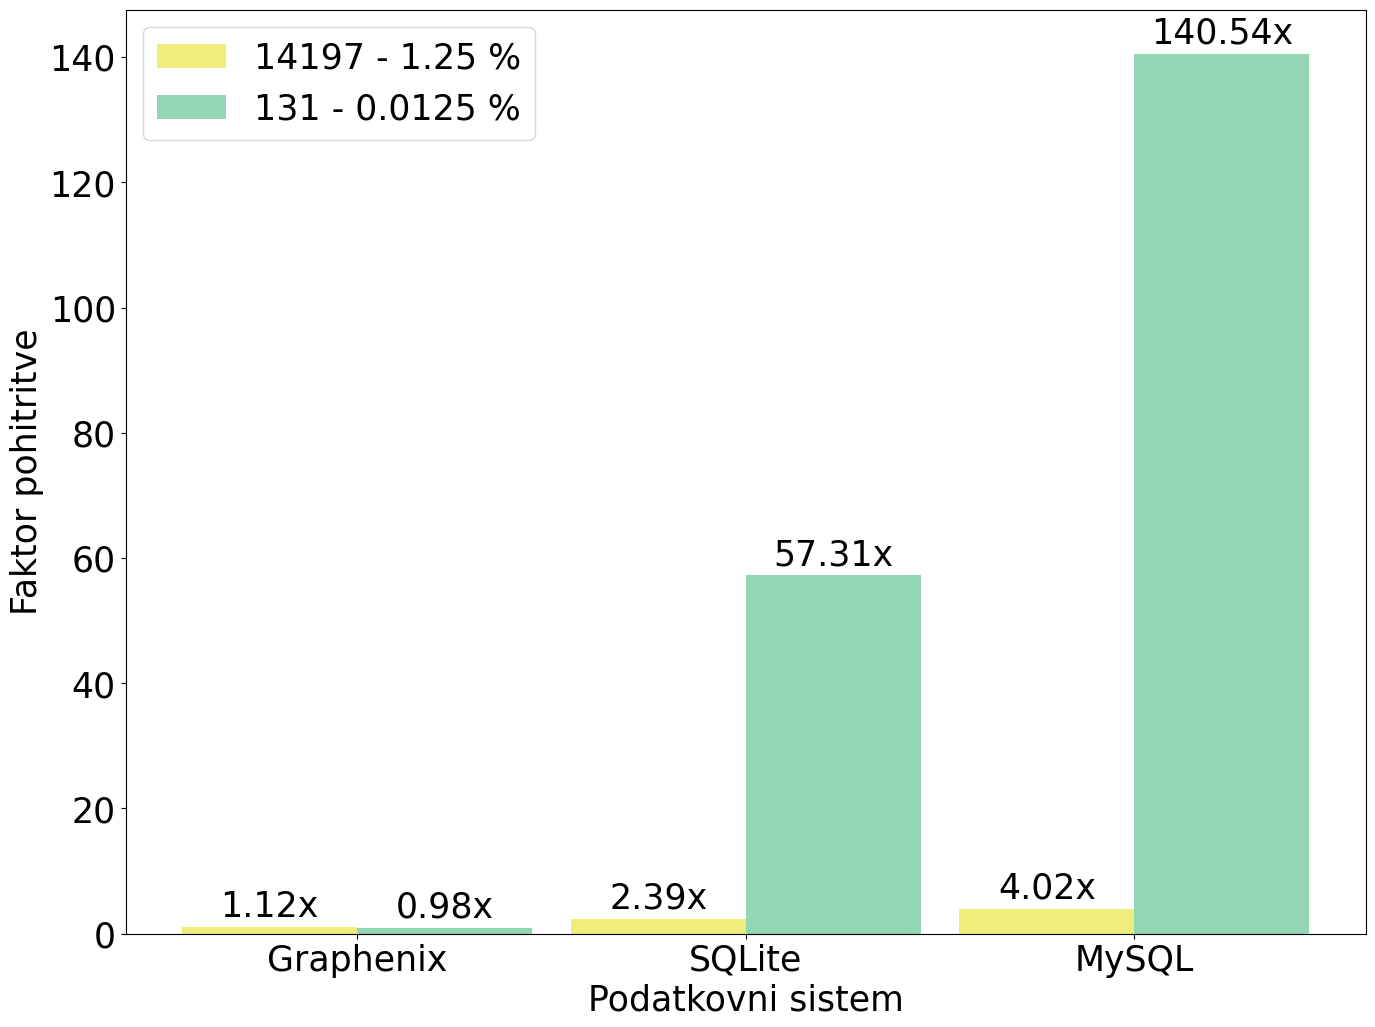 140.54x
14197 - 1.25 %
131 - 0.0125 %
140
120
100
80
60
40
20
0
Faktor pohitritve
57.31x
1.12x
0.98x
2.39x
4.02x
Graphenix
SQLite
MySQL
Podatkovni sistem